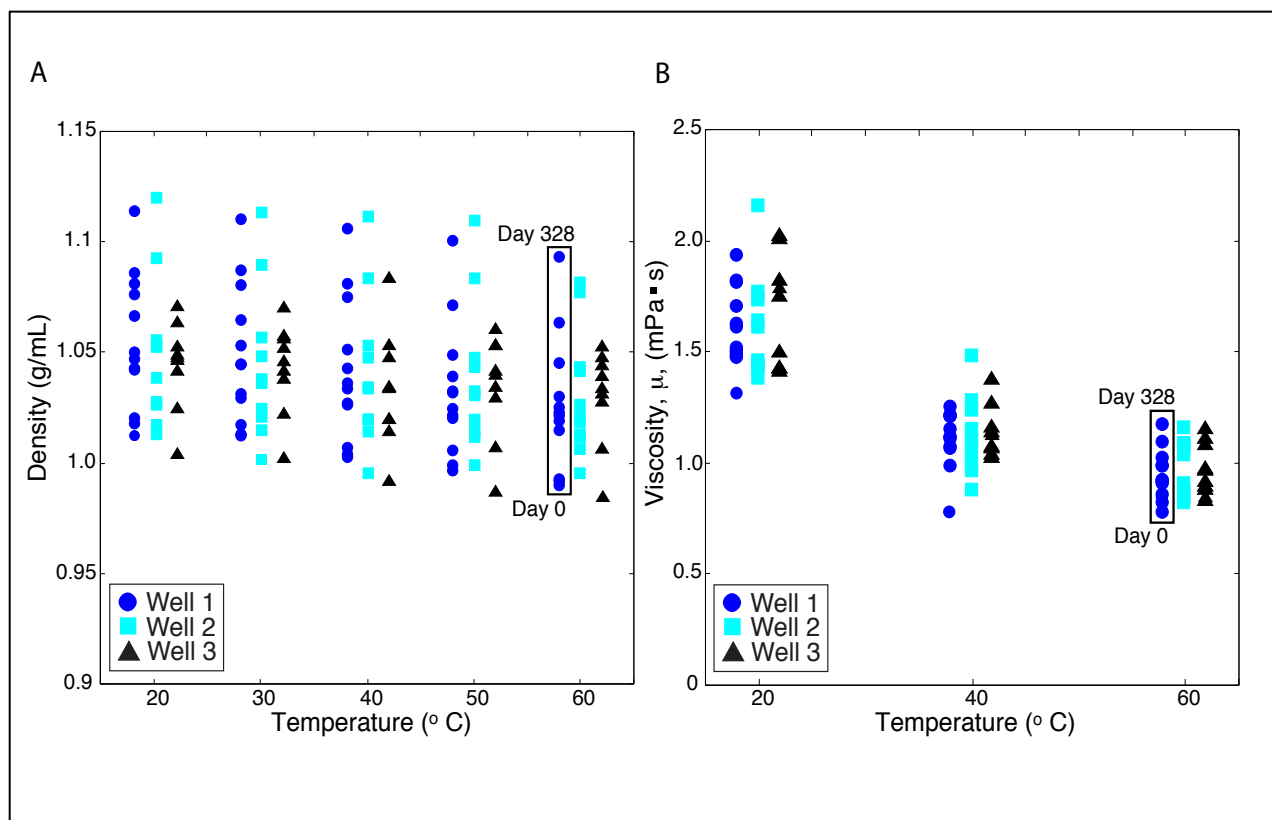 A
1.15
1.1
1.05
1.0
0.95
0.9
Density (g/mL)
Day 328
Day 0
Well 1
Well 2
Well 3
20 30 40 50 60
Temperature (o C)
B
2.5
2.0
1.5
1.0
0.5
0
Viscosity, μ, (mPa▪s)
Day 328
Day 0
Well 1
Well 2
Well 3
20 40 60
Temperature (o C)